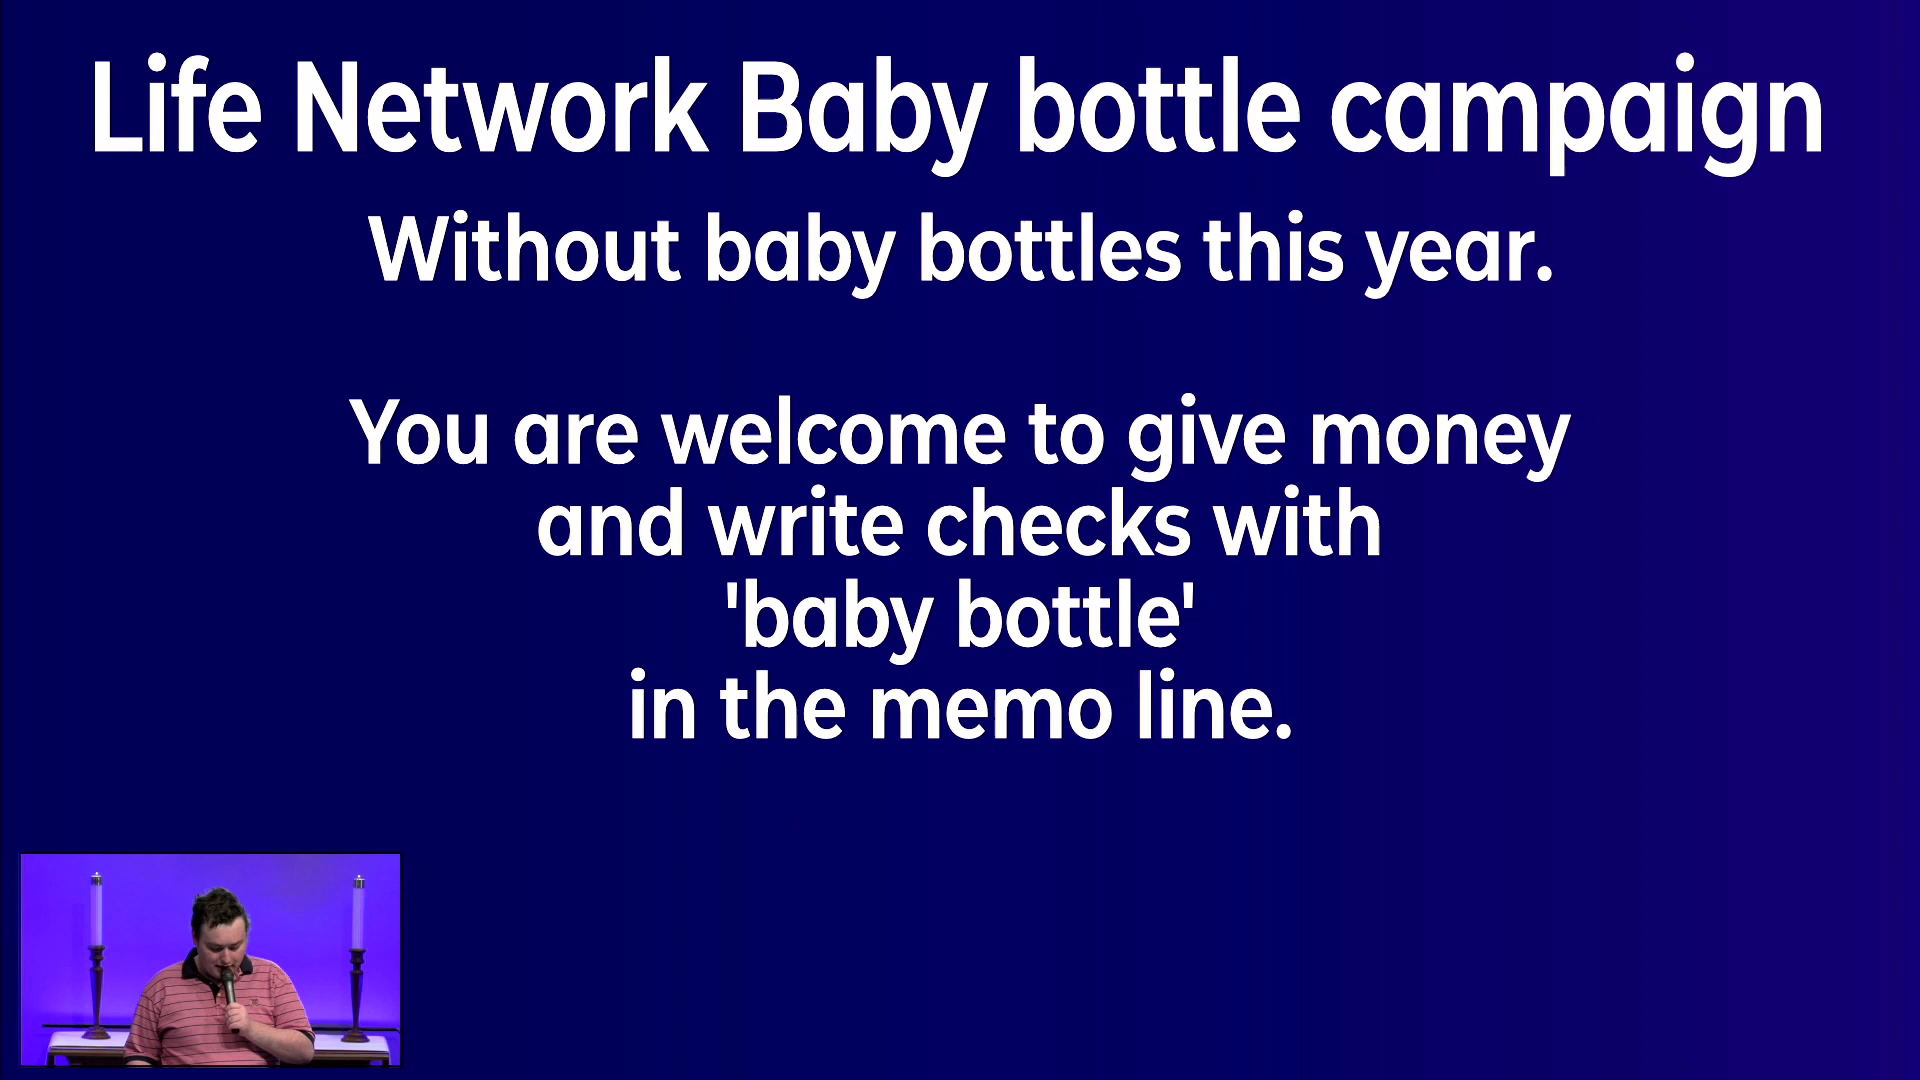 Life Network Baby bottle campaign
Without baby bottles this year.
You are welcome to give money
and write checks with
'baby bottle'
in the memo line.